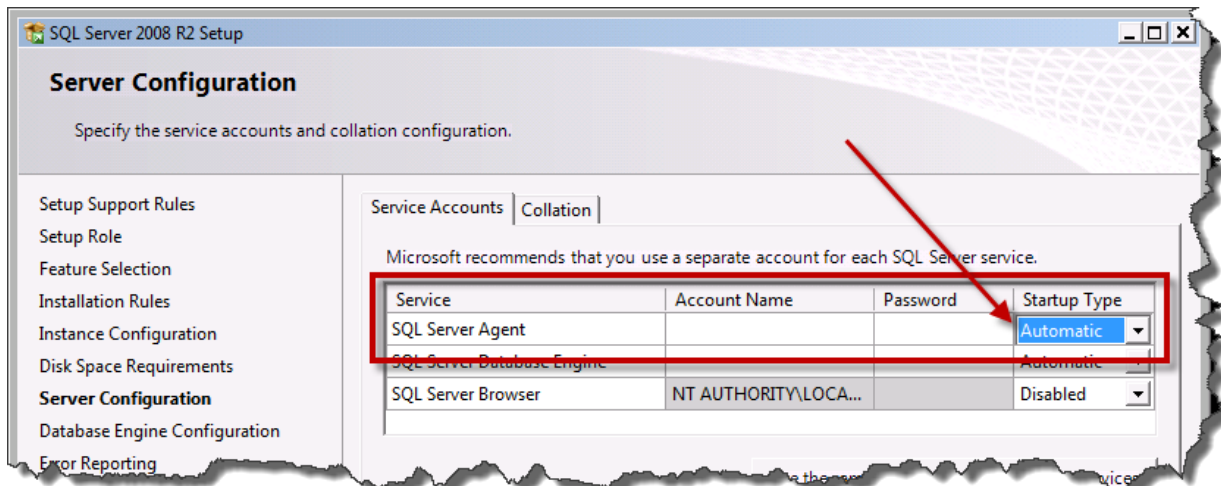 SQL Server 2008 R2 Setup
Server Configuration
Specify the service accounts and collation configuration.
Setup Support Rules
Setup Role
Feature Selection
Installation Rules
Instance Configuration
Disk Space Requirements
Server Configuration
Database Engine Configuration
Error Reporting
Service Accounts Collation
Microsoft recommends that you use a separate account for each SQL Server service.
Service Account Name Password Startup Type
SQL Server Agent Automatic
SQL Server Database Engine Automatic
SQL Server Browser NT AUTHORITY\LOCA... Disabled